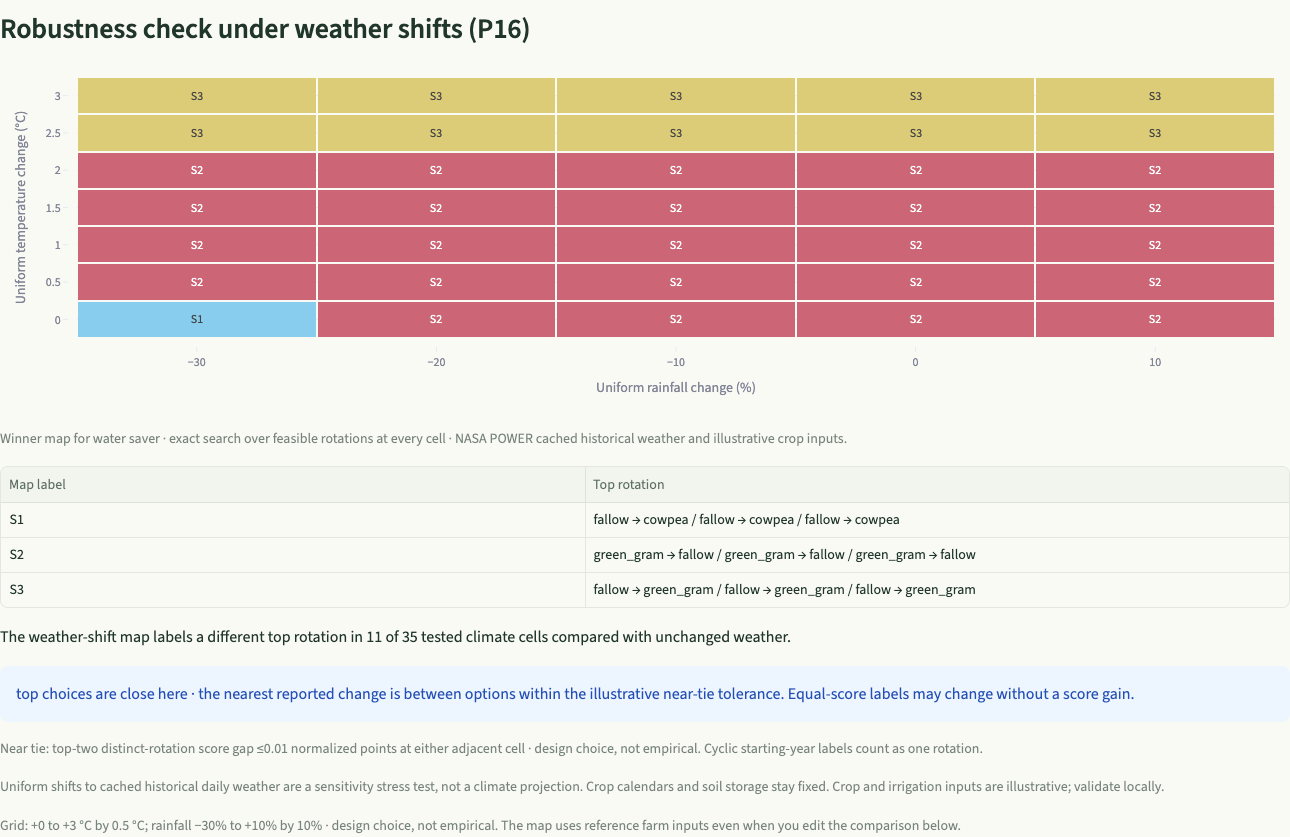 Robustness check under weather shifts (P16)
Uniform temperature change (°C)
3 S3 S3 S3 S3 S3
2.5 S3 S3 S3 S3 S3
2 S2 S2 S2 S2 S2
1.5 S2 S2 S2 S2 S2
1 S2 S2 S2 S2 S2
0.5 S2 S2 S2 S2 S2
0 S1 S2 S2 S2 S2
−30 −20 −10 0 10
Uniform rainfall change (%)
Winner map for water saver · exact search over feasible rotations at every cell · NASA POWER cached historical weather and illustrative crop inputs.
Map label Top rotation
S1 fallow → cowpea / fallow → cowpea / fallow → cowpea
S2 green_gram → fallow / green_gram → fallow / green_gram → fallow
S3 fallow → green_gram / fallow → green_gram / fallow → green_gram
The weather-shift map labels a different top rotation in 11 of 35 tested climate cells compared with unchanged weather.
top choices are close here · the nearest reported change is between options within the illustrative near-tie tolerance. Equal-score labels may change without a score gain.
Near tie: top-two distinct-rotation score gap ≤0.01 normalized points at either adjacent cell · design choice, not empirical. Cyclic starting-year labels count as one rotation.
Uniform shifts to cached historical daily weather are a sensitivity stress test, not a climate projection. Crop calendars and soil storage stay fixed. Crop and irrigation inputs are illustrative; validate locally.
Grid: +0 to +3 °C by 0.5 °C; rainfall −30% to +10% by 10% · design choice, not empirical. The map uses reference farm inputs even when you edit the comparison below.